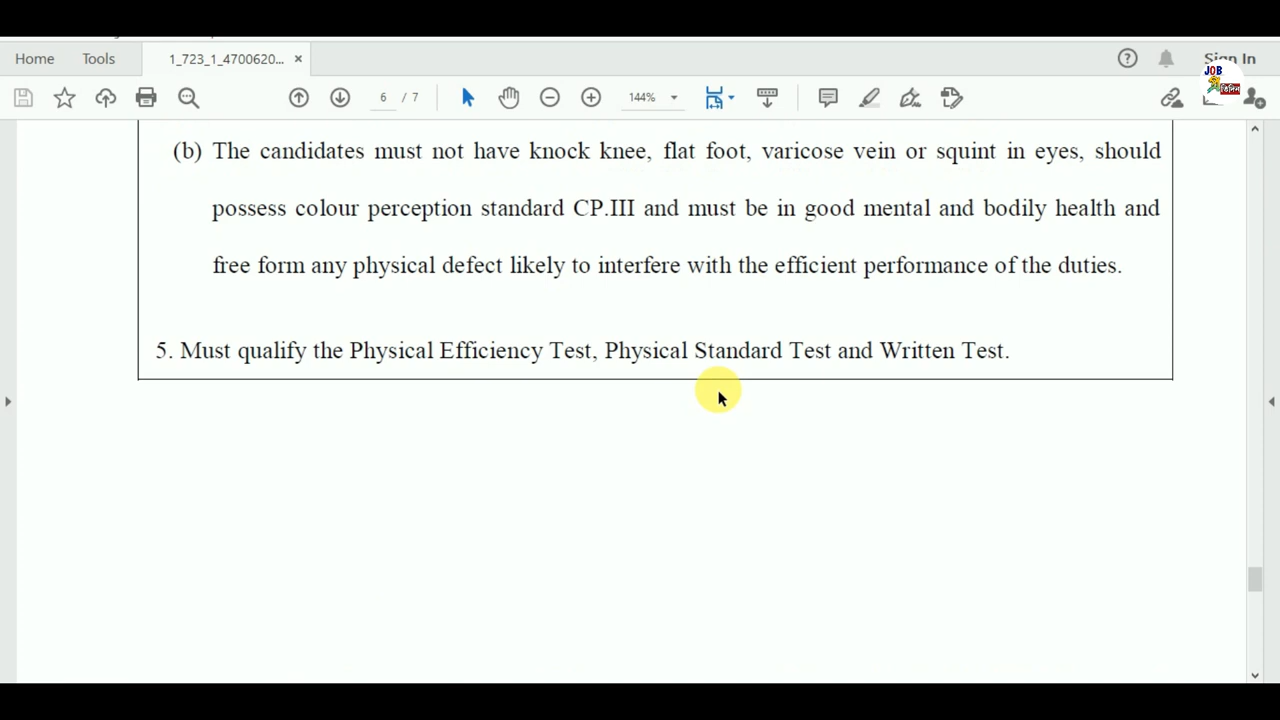 Home Tools 1_723_1_4700620... × Sign In
JOB
6 / 7 144%
(b) The candidates must not have knock knee, flat foot, varicose vein or squint in eyes, should
possess colour perception standard CP.III and must be in good mental and bodily health and
free form any physical defect likely to interfere with the efficient performance of the duties.
5. Must qualify the Physical Efficiency Test, Physical Standard Test and Written Test.